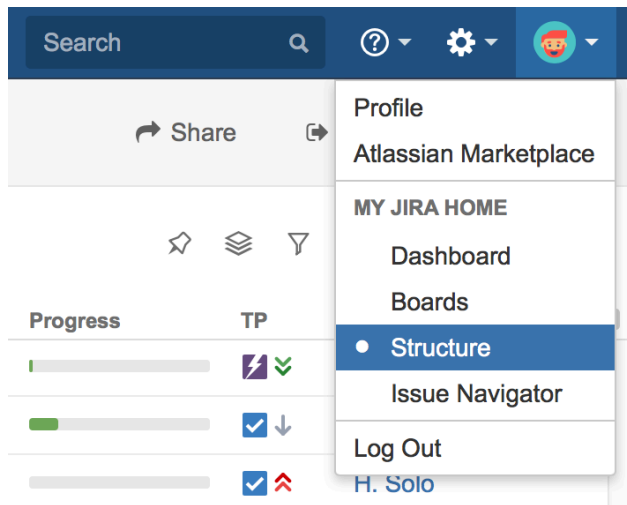 Search
Share
Profile
Atlassian Marketplace
MY JIRA HOME
Dashboard
Boards
Structure
Issue Navigator
Log Out
Progress
TP
H. Solo